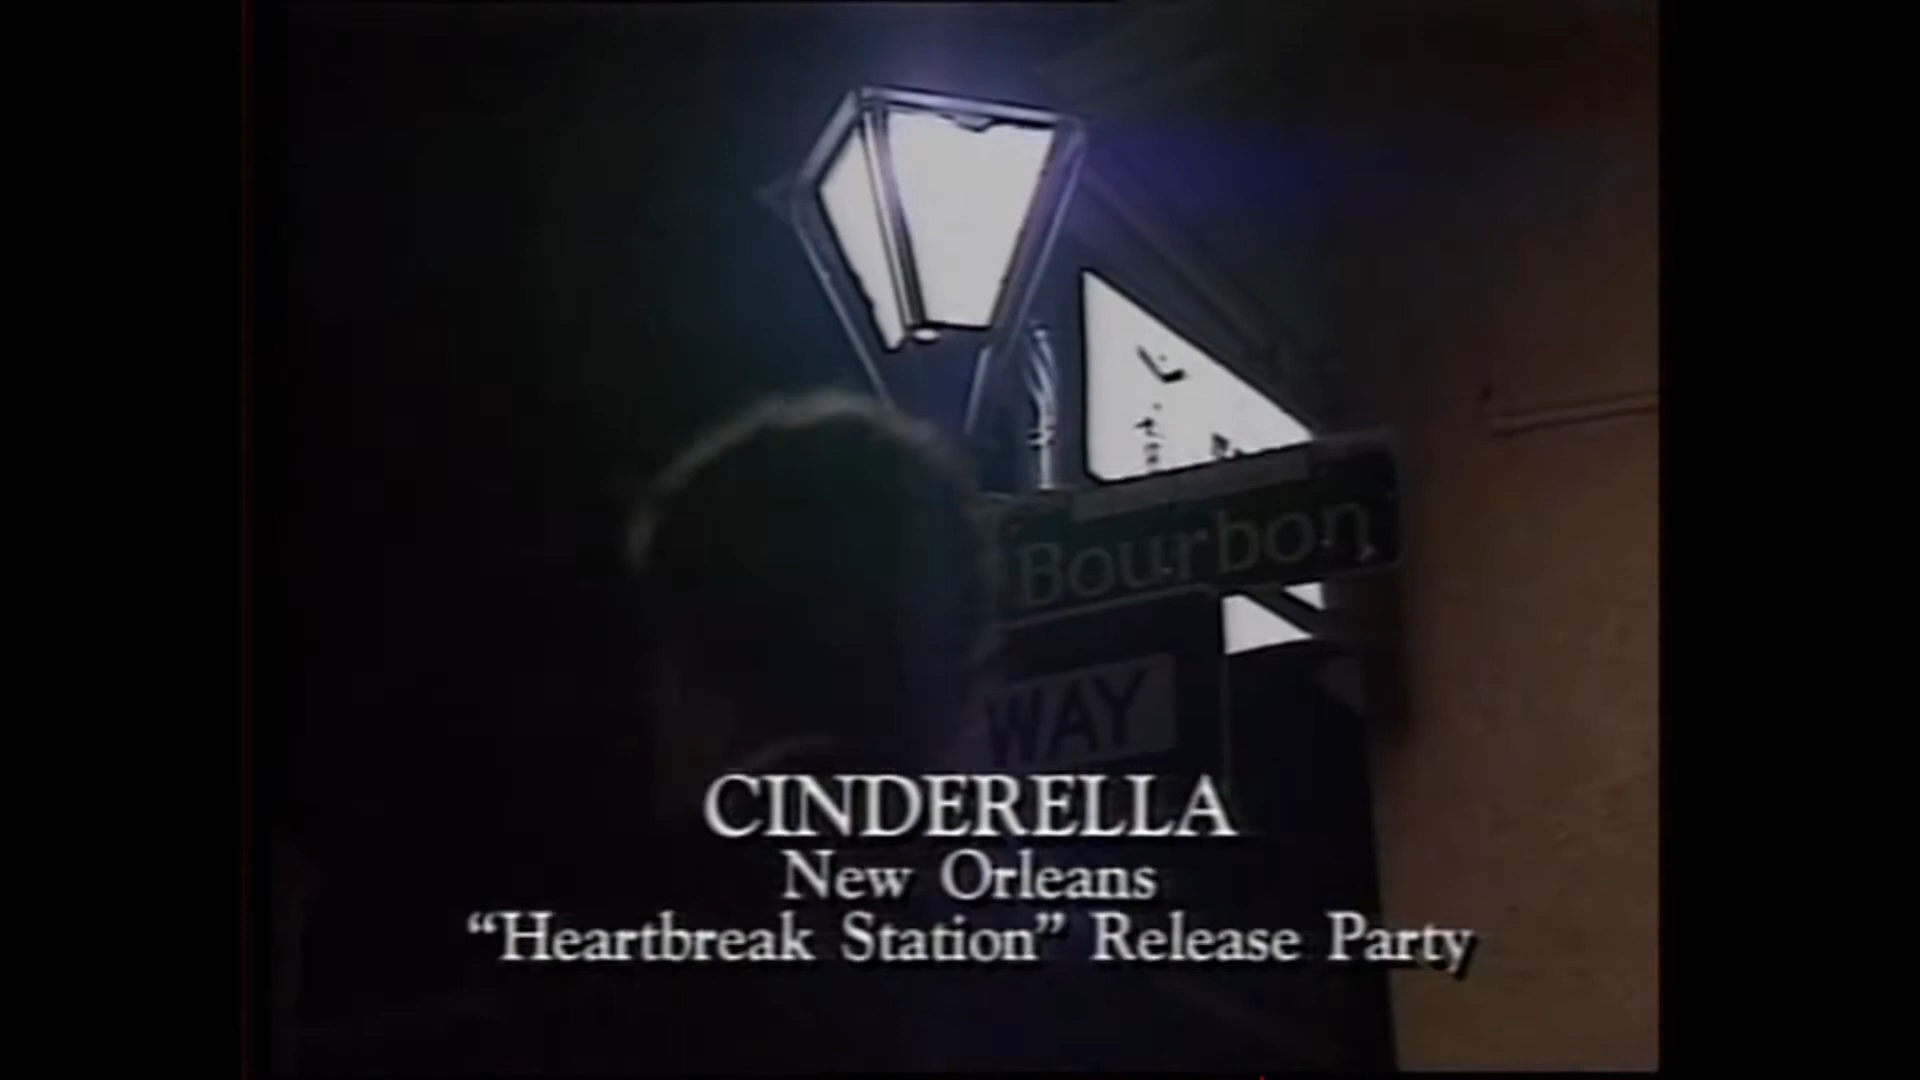 Bourbon
WAY
CINDERELLA
New Orleans
“Heartbreak Station” Release Party